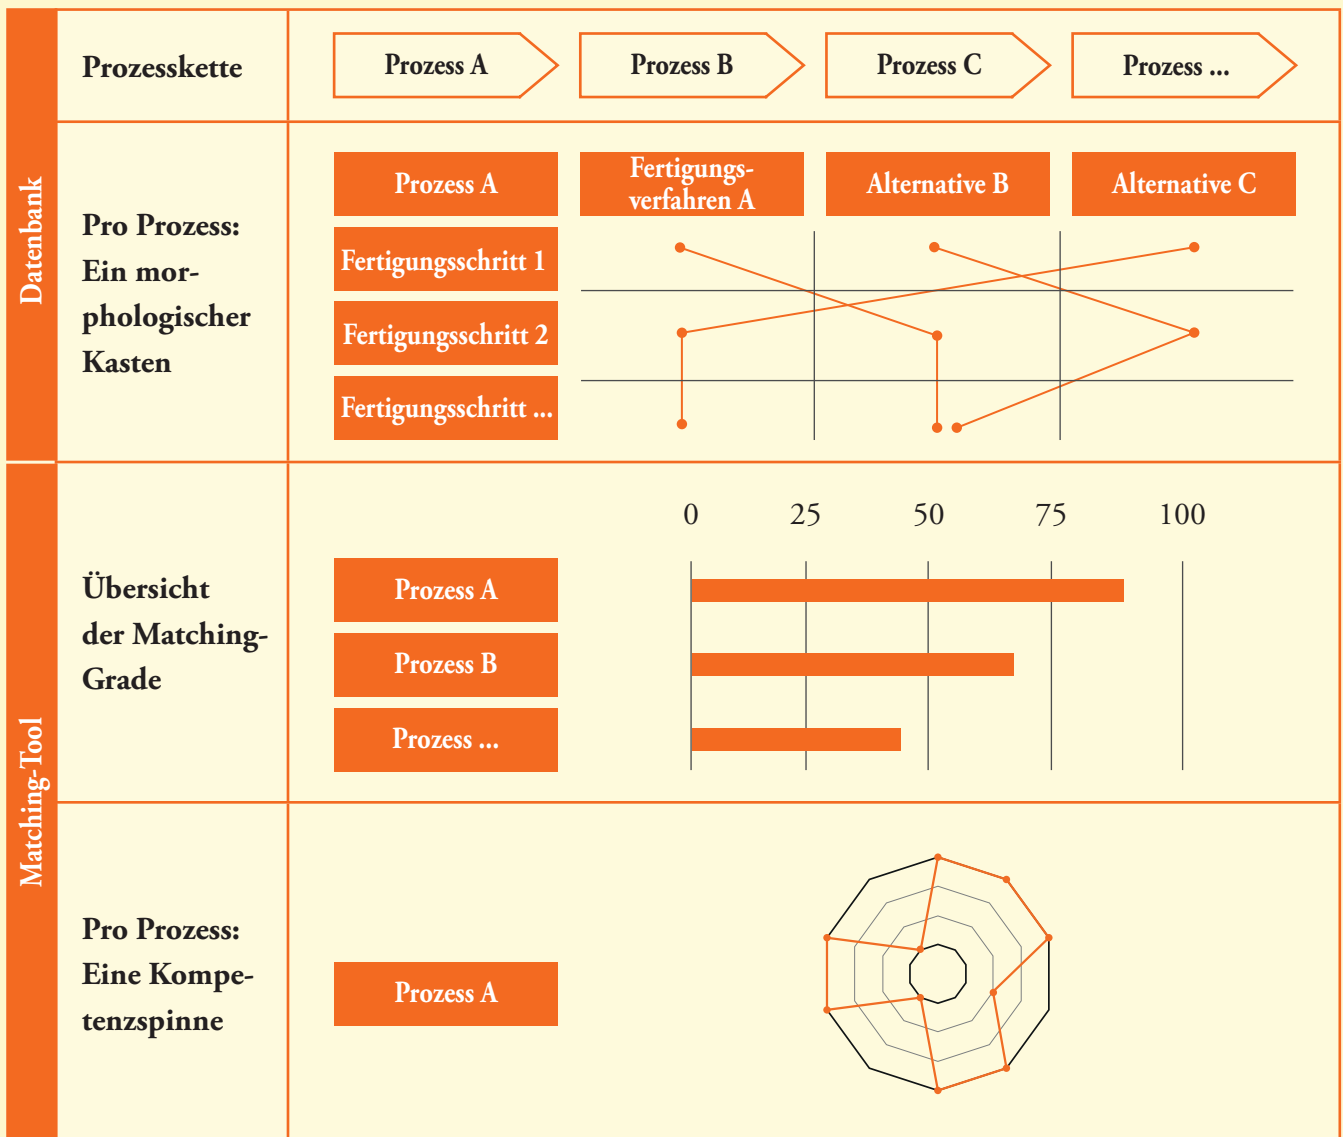 Datenbank
Prozesskette
Prozess A
Prozess B
Prozess C
Prozess ...
Pro Prozess:
Ein mor-
phologischer
Kasten
Prozess A
Fertigungs-
verfahren A
Alternative B
Alternative C
Fertigungsschritt 1
Fertigungsschritt 2
Fertigungsschritt ...
Matching-Tool
Übersicht
der Matching-
Grade
0 25 50 75 100
Prozess A
Prozess B
Prozess ...
Pro Prozess:
Eine Kompe-
tenzspinne
Prozess A